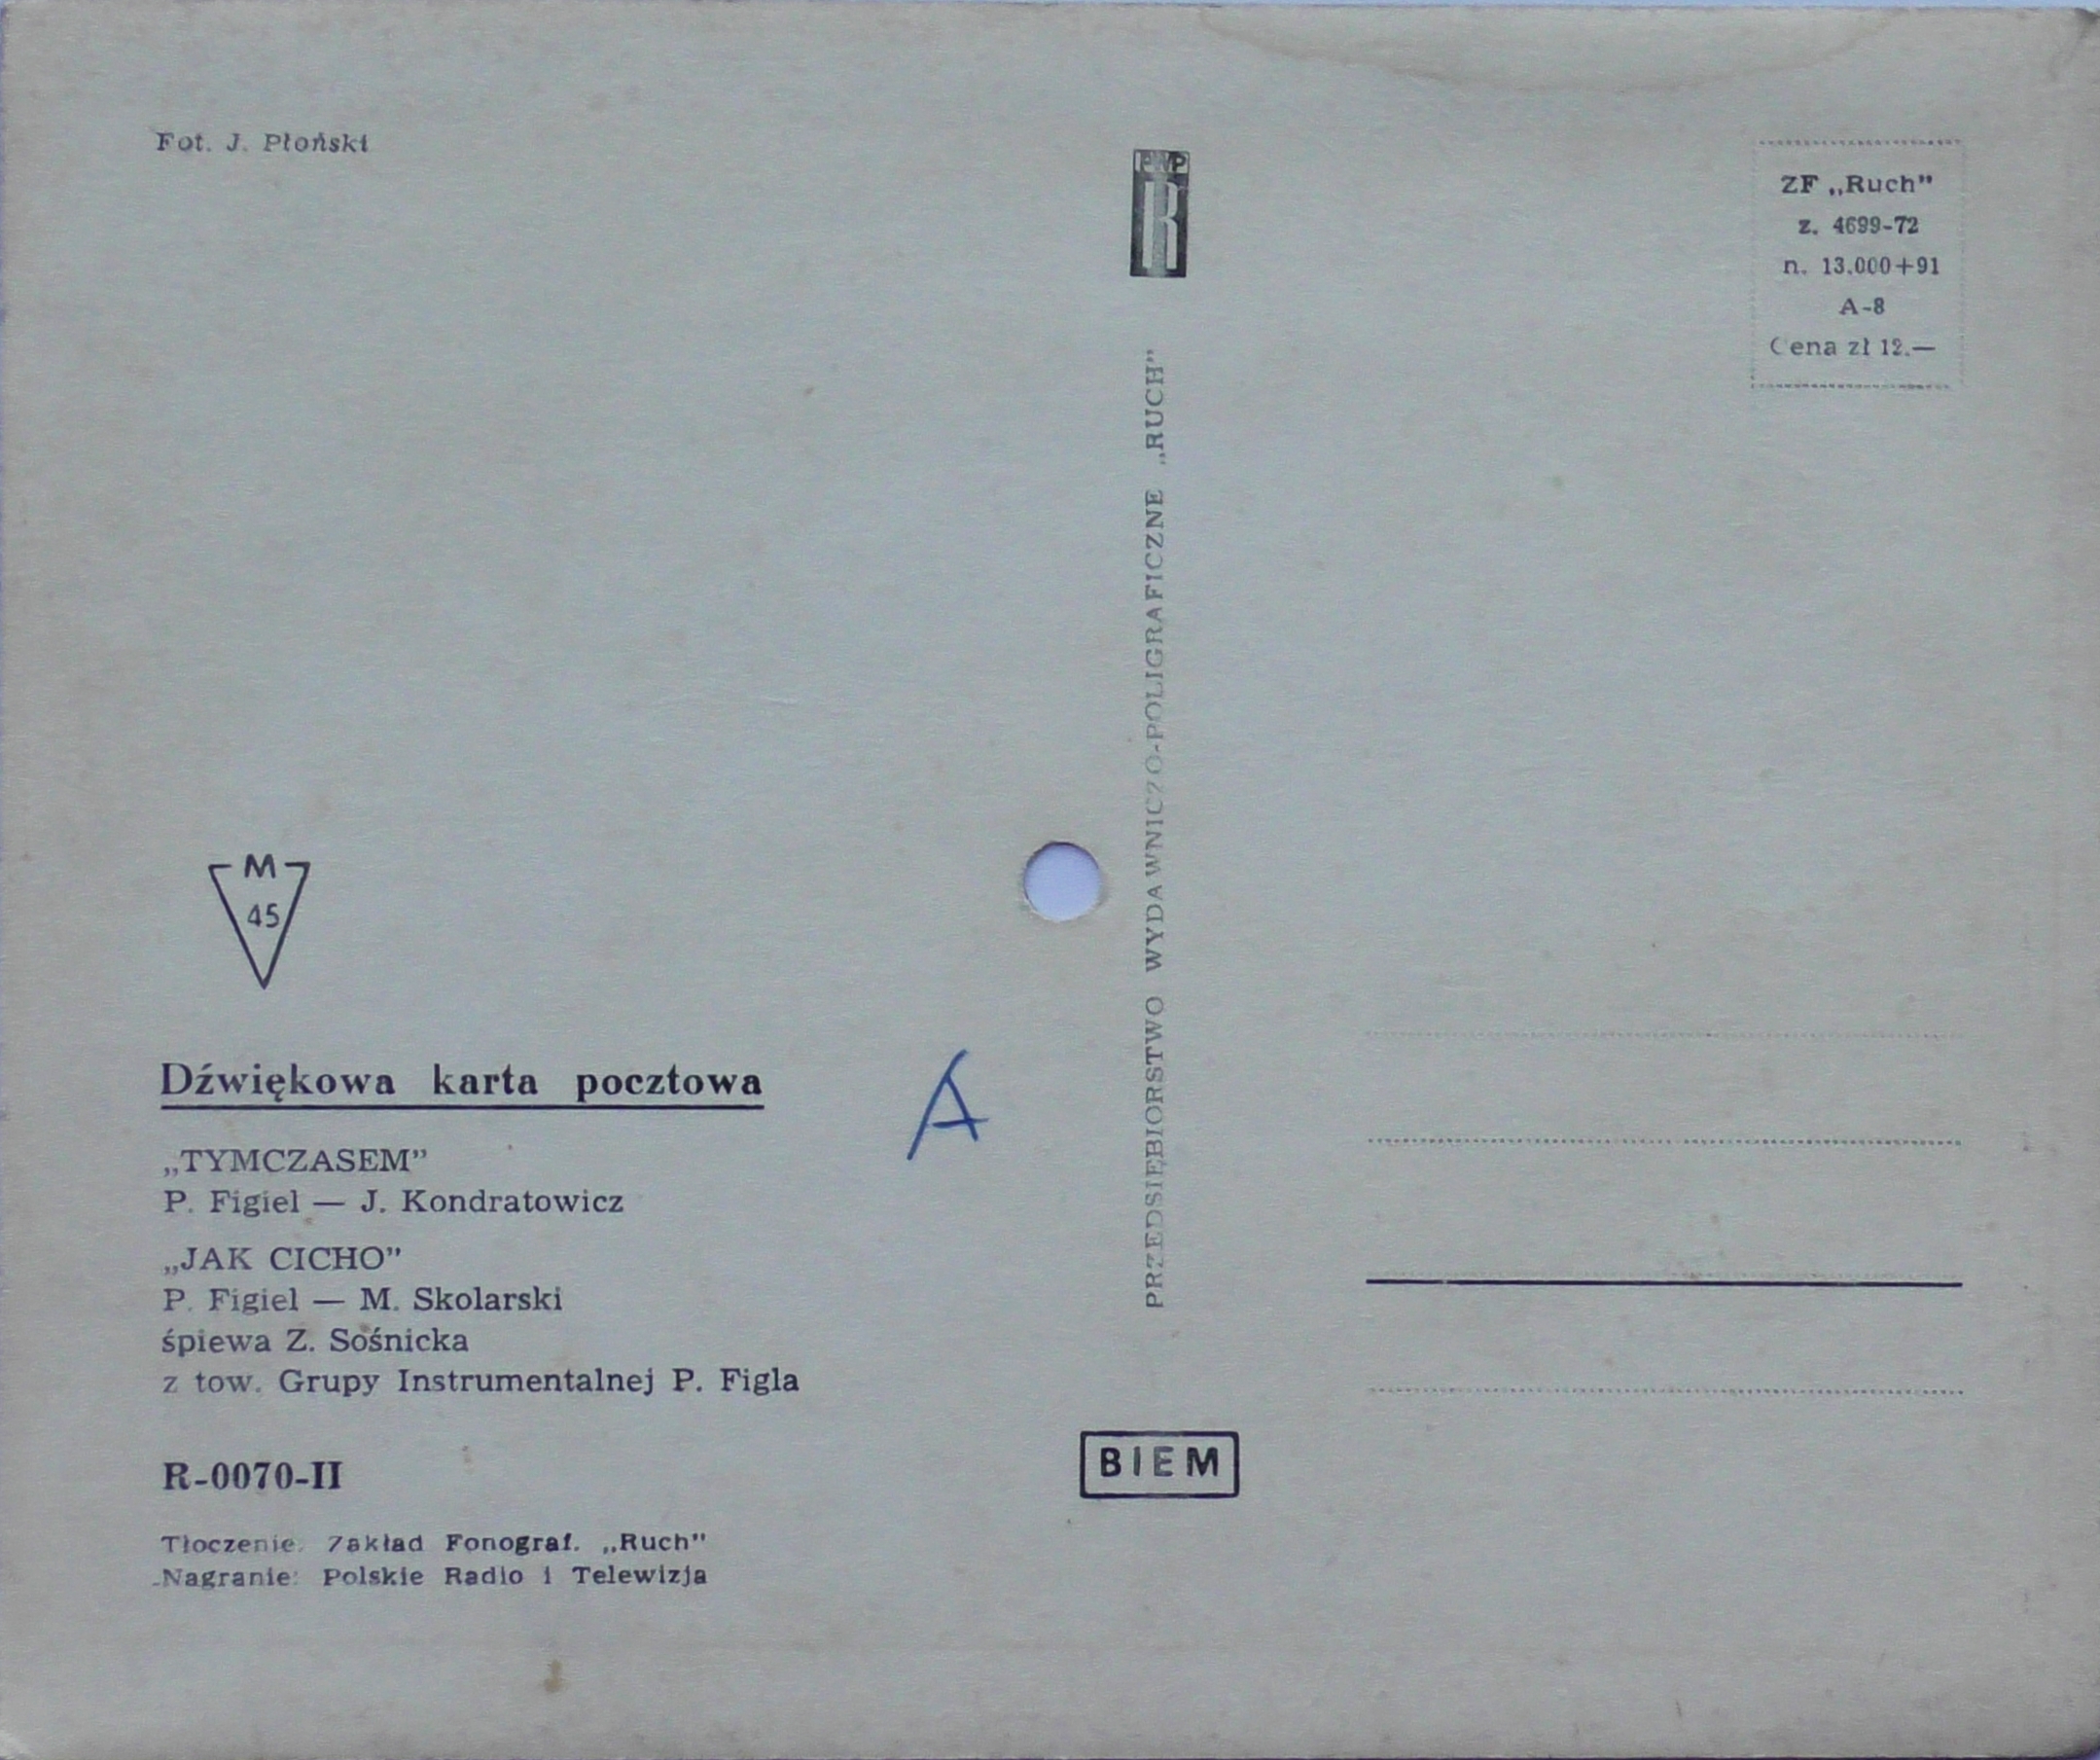 Fot. J. Płoński
M
45
Dźwiękowa karta pocztowa
„TYMCZASEM”
P. Figiel — J. Kondratowicz
„JAK CICHO”
P. Figiel — M. Skolarski
śpiewa Z. Sośnicka
z tow. Grupy Instrumentalnej P. Figla
R-0070-II
Tłoczenie: Zakład Fonograf. „Ruch”
Nagranie: Polskie Radio i Telewizja
A
PWP
R
PRZEDSIĘBIORSTWO WYDAWNICZO-POLIGRAFICZNE „RUCH”
BIEM
ZF „Ruch”
z. 4699-72
n. 13.000+91
A-8
Cena zł 12.—